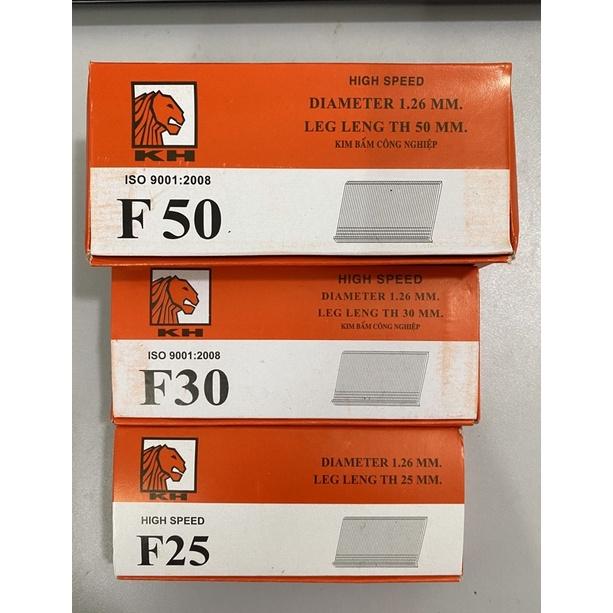 KH
HIGH SPEED
DIAMETER 1.26 MM.
LEG LENG TH 50 MM.
KIM BẤM CÔNG NGHIỆP
ISO 9001:2008
F 50
KH
HIGH SPEED
DIAMETER 1.26 MM.
LEG LENG TH 30 MM.
KIM BẤM CÔNG NGHIỆP
ISO 9001:2008
F30
KH
DIAMETER 1.26 MM.
LEG LENG TH 25 MM.
HIGH SPEED
F25